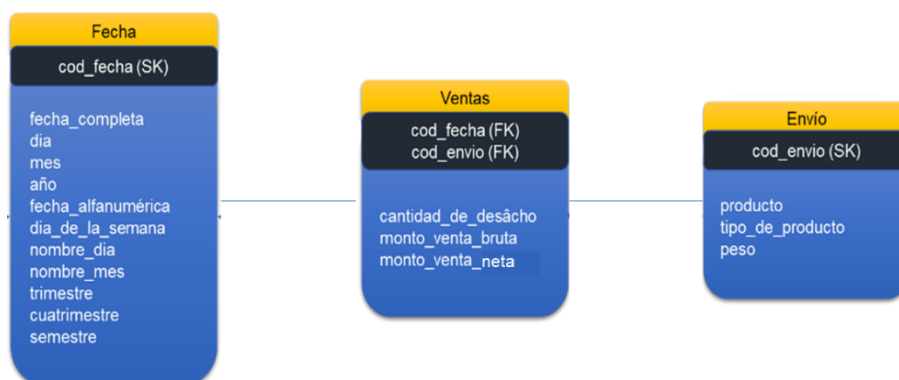 Fecha
cod_fecha (SK)
fecha_completa
dia
mes
año
fecha_alfanumérica
dia_de_la_semana
nombre_dia
nombre_mes
trimestre
cuatrimestre
semestre
Ventas
cod_fecha (FK)
cod_envio (FK)
cantidad_de_desâcho
monto_venta_bruta
monto_venta_neta
Envío
cod_envio (SK)
producto
tipo_de_producto
peso